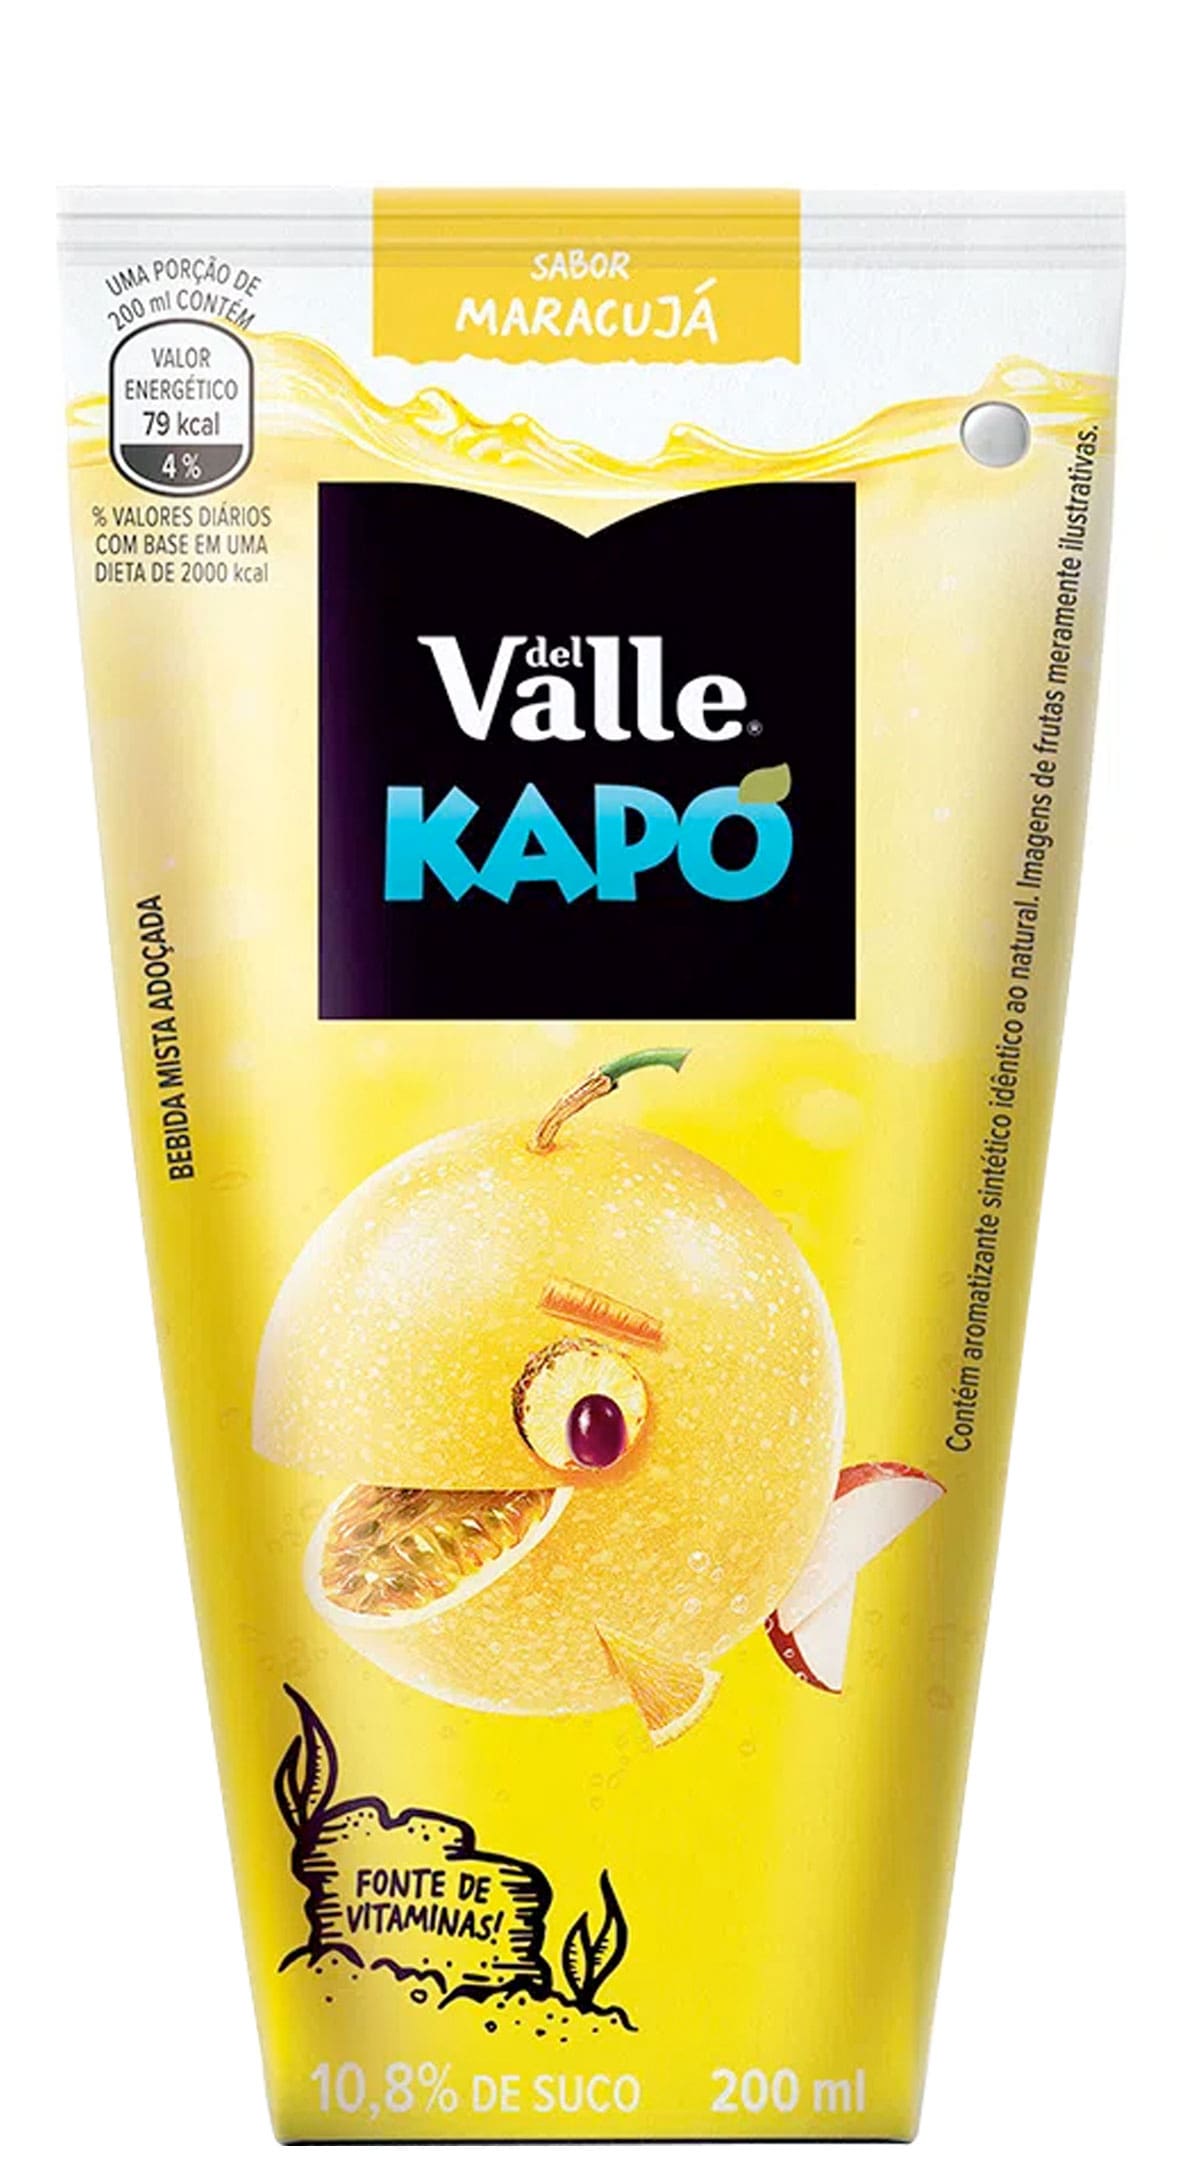 SABOR
MARACUJÁ
UMA PORÇÃO DE
200 ml CONTÉM
VALOR
ENERGÉTICO
79 kcal
4%
% VALORES DIÁRIOS
COM BASE EM UMA
DIETA DE 2000 kcal
del
Valle®
KAPO
BEBIDA MISTA ADOÇADA
Contém aromatizante sintético idêntico ao natural. Imagens de frutas meramente ilustrativas.
FONTE DE
VITAMINAS!
10,8% DE SUCO 200 ml